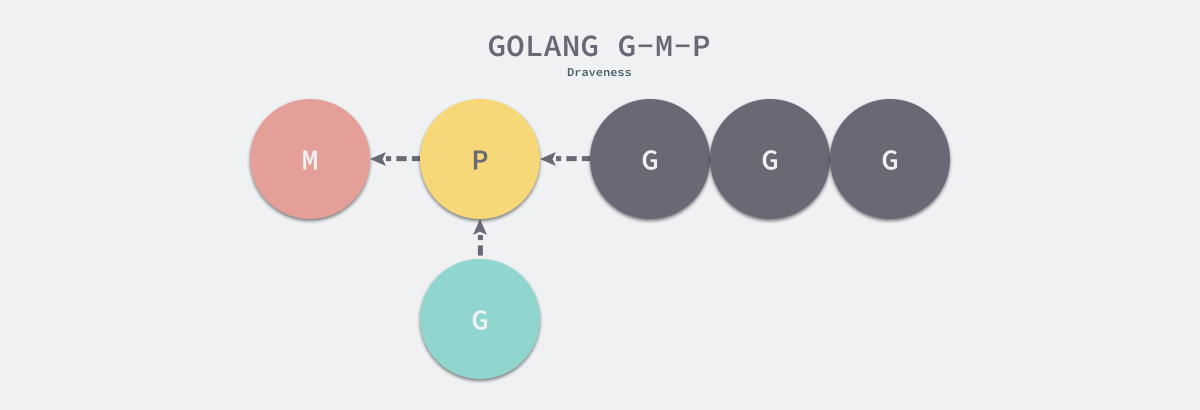 GOLANG G-M-P
Draveness
M P G G G
G